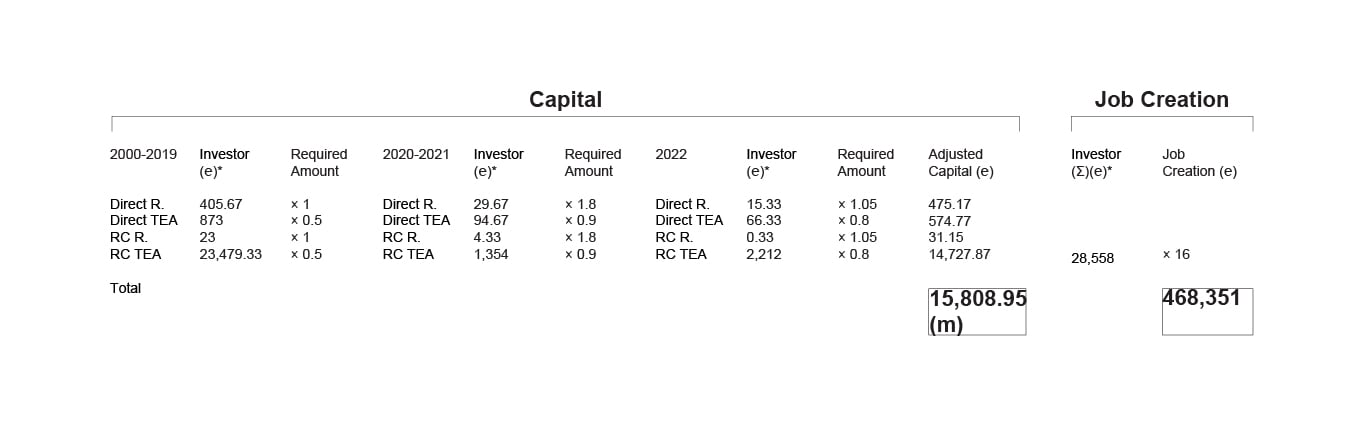 Capital Job Creation
2000-2019 Investor (e)* Required Amount 2020-2021 Investor (e)* Required Amount 2022 Investor (e)* Required Amount Adjusted Capital (e) Investor (Σ)(e)* Job Creation (e)
Direct R. 405.67 × 1 Direct R. 29.67 × 1.8 Direct R. 15.33 × 1.05 475.17
Direct TEA 873 × 0.5 Direct TEA 94.67 × 0.9 Direct TEA 66.33 × 0.8 574.77
RC R. 23 × 1 RC R. 4.33 × 1.8 RC R. 0.33 × 1.05 31.15
RC TEA 23,479.33 × 0.5 RC TEA 1,354 × 0.9 RC TEA 2,212 × 0.8 14,727.87 28,558 × 16
Total 15,808.95 (m) 468,351